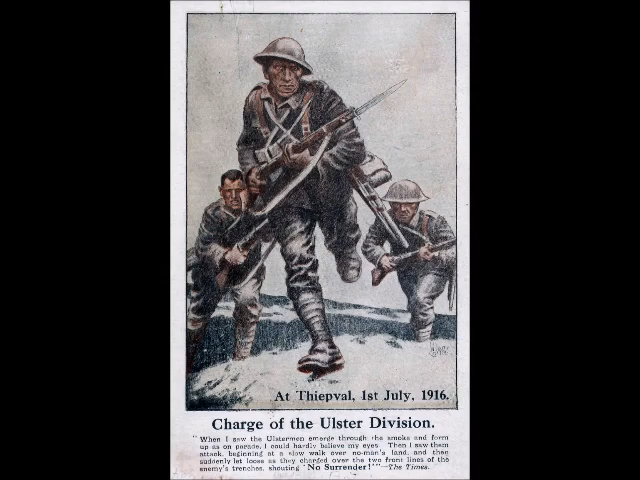 At Thiepval, 1st July, 1916.
Charge of the Ulster Division.
"When I saw the Ulstermen emerge through the smoke and form
up as on parade, I could hardly believe my eyes. Then I saw them
attack, beginning at a slow walk over no-man's land, and then
suddenly let loose as they charged over the two front lines of the
enemy's trenches, shouting 'No Surrender!'"—The Times.